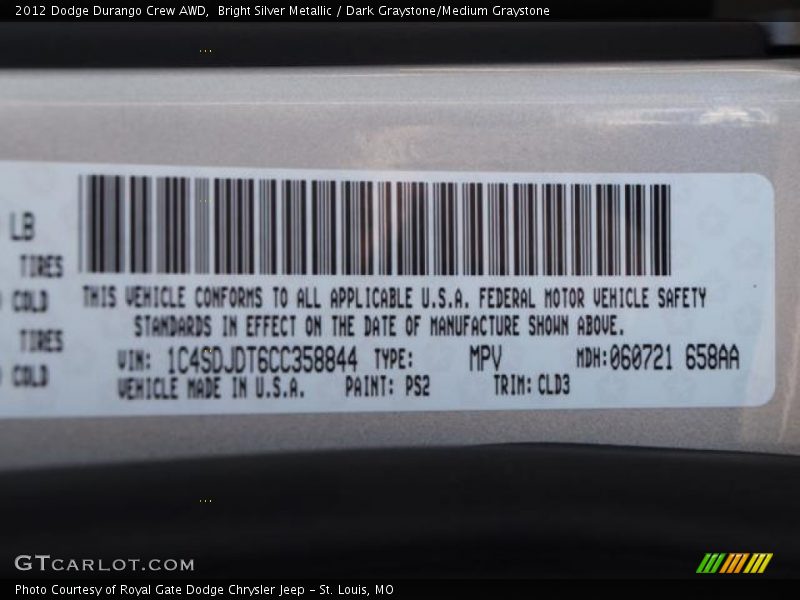 2012 Dodge Durango Crew AWD,  Bright Silver Metallic / Dark Graystone/Medium Graystone
LB
TIRES
COLD
TIRES
COLD
THIS VEHICLE CONFORMS TO ALL APPLICABLE U.S.A. FEDERAL MOTOR VEHICLE SAFETY
STANDARDS IN EFFECT ON THE DATE OF MANUFACTURE SHOWN ABOVE.
VIN: 1C4SDJDT6CC358844 TYPE: MPV MDH:060721 658AA
VEHICLE MADE IN U.S.A. PAINT: PS2 TRIM: CLD3
GTCARLOT.COM
Photo Courtesy of Royal Gate Dodge Chrysler Jeep - St. Louis, MO